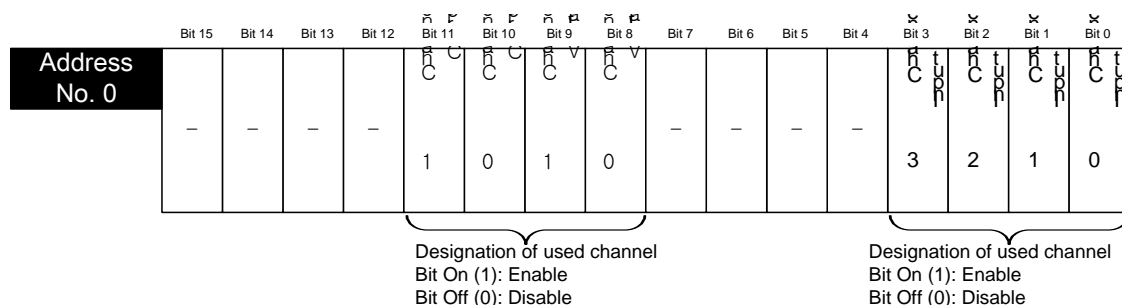 Bit 15 Bit 14 Bit 13 Bit 12 Bit 11 Bit 10 Bit 9 Bit 8 Bit 7 Bit 6 Bit 5 Bit 4 Bit 3 Bit 2 Bit 1 Bit 0
Address
No. 0
– – – – – – – –
1 0 1 0 3 2 1 0
Designation of used channel Designation of used channel
Bit On (1): Enable Bit On (1): Enable
Bit Off (0): Disable Bit Off (0): Disable